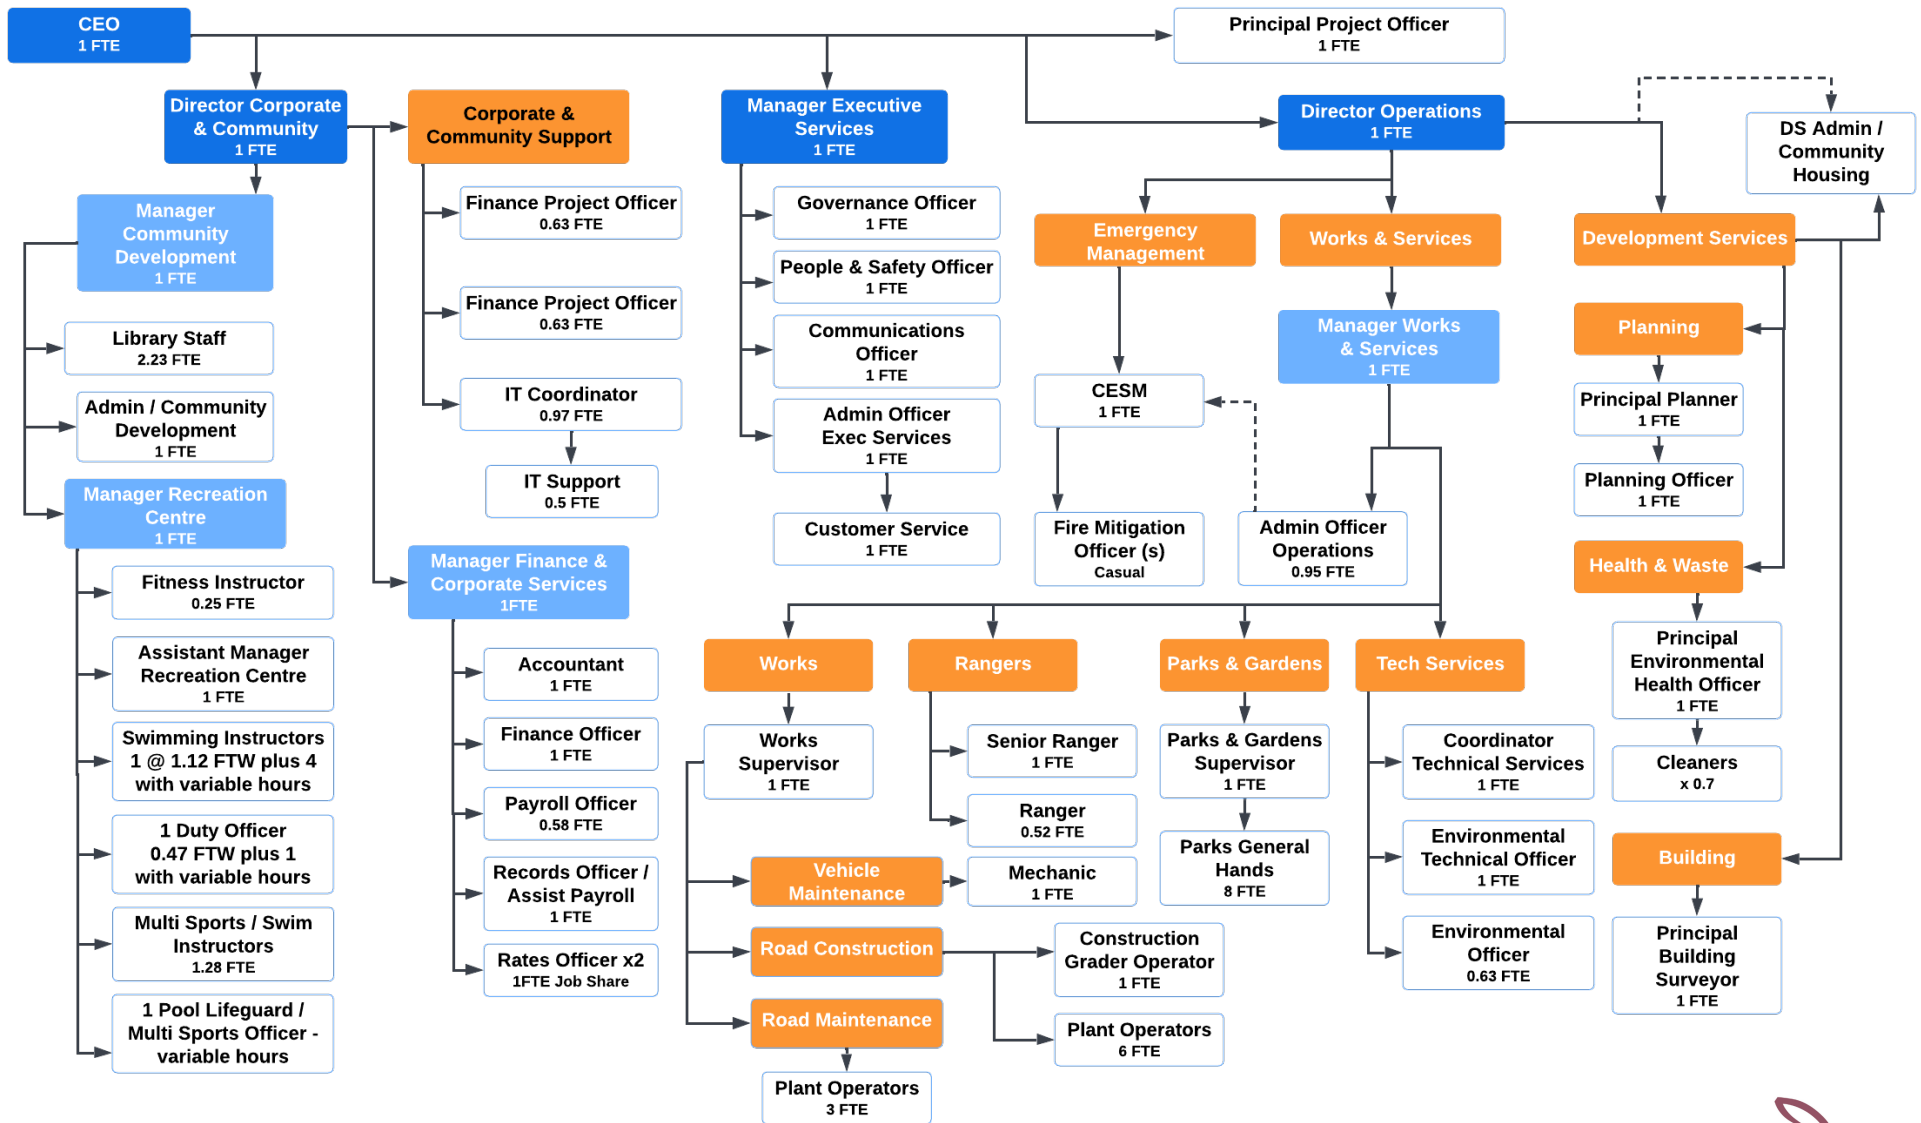 CEO
1 FTE
Principal Project Officer
1 FTE
Director Corporate
& Community
1 FTE
Corporate &
Community Support
Manager Executive
Services
1 FTE
Director Operations
1 FTE
DS Admin /
Community
Housing
Manager
Community
Development
1 FTE
Library Staff
2.23 FTE
Admin / Community
Development
1 FTE
Manager Recreation
Centre
1 FTE
Fitness Instructor
0.25 FTE
Assistant Manager
Recreation Centre
1 FTE
Swimming Instructors
1 @ 1.12 FTW plus 4
with variable hours
1 Duty Officer
0.47 FTW plus 1
with variable hours
Multi Sports / Swim
Instructors
1.28 FTE
1 Pool Lifeguard /
Multi Sports Officer -
variable hours
Finance Project Officer
0.63 FTE
Finance Project Officer
0.63 FTE
IT Coordinator
0.97 FTE
IT Support
0.5 FTE
Manager Finance &
Corporate Services
1FTE
Accountant
1 FTE
Finance Officer
1 FTE
Payroll Officer
0.58 FTE
Records Officer /
Assist Payroll
1 FTE
Rates Officer x2
1FTE Job Share
Governance Officer
1 FTE
People & Safety Officer
1 FTE
Communications
Officer
1 FTE
Admin Officer
Exec Services
1 FTE
Customer Service
1 FTE
Emergency
Management
CESM
1 FTE
Fire Mitigation
Officer (s)
Casual
Works & Services
Manager Works
& Services
1 FTE
Admin Officer
Operations
0.95 FTE
Works
Works
Supervisor
1 FTE
Vehicle
Maintenance
Mechanic
1 FTE
Road Construction
Construction
Grader Operator
1 FTE
Plant Operators
6 FTE
Road Maintenance
Plant Operators
3 FTE
Rangers
Senior Ranger
1 FTE
Ranger
0.52 FTE
Parks & Gardens
Parks & Gardens
Supervisor
1 FTE
Parks General
Hands
8 FTE
Tech Services
Coordinator
Technical Services
1 FTE
Environmental
Technical Officer
1 FTE
Environmental
Officer
0.63 FTE
Development Services
Planning
Principal Planner
1 FTE
Planning Officer
1 FTE
Health & Waste
Principal
Environmental
Health Officer
1 FTE
Cleaners
x 0.7
Building
Principal
Building
Surveyor
1 FTE